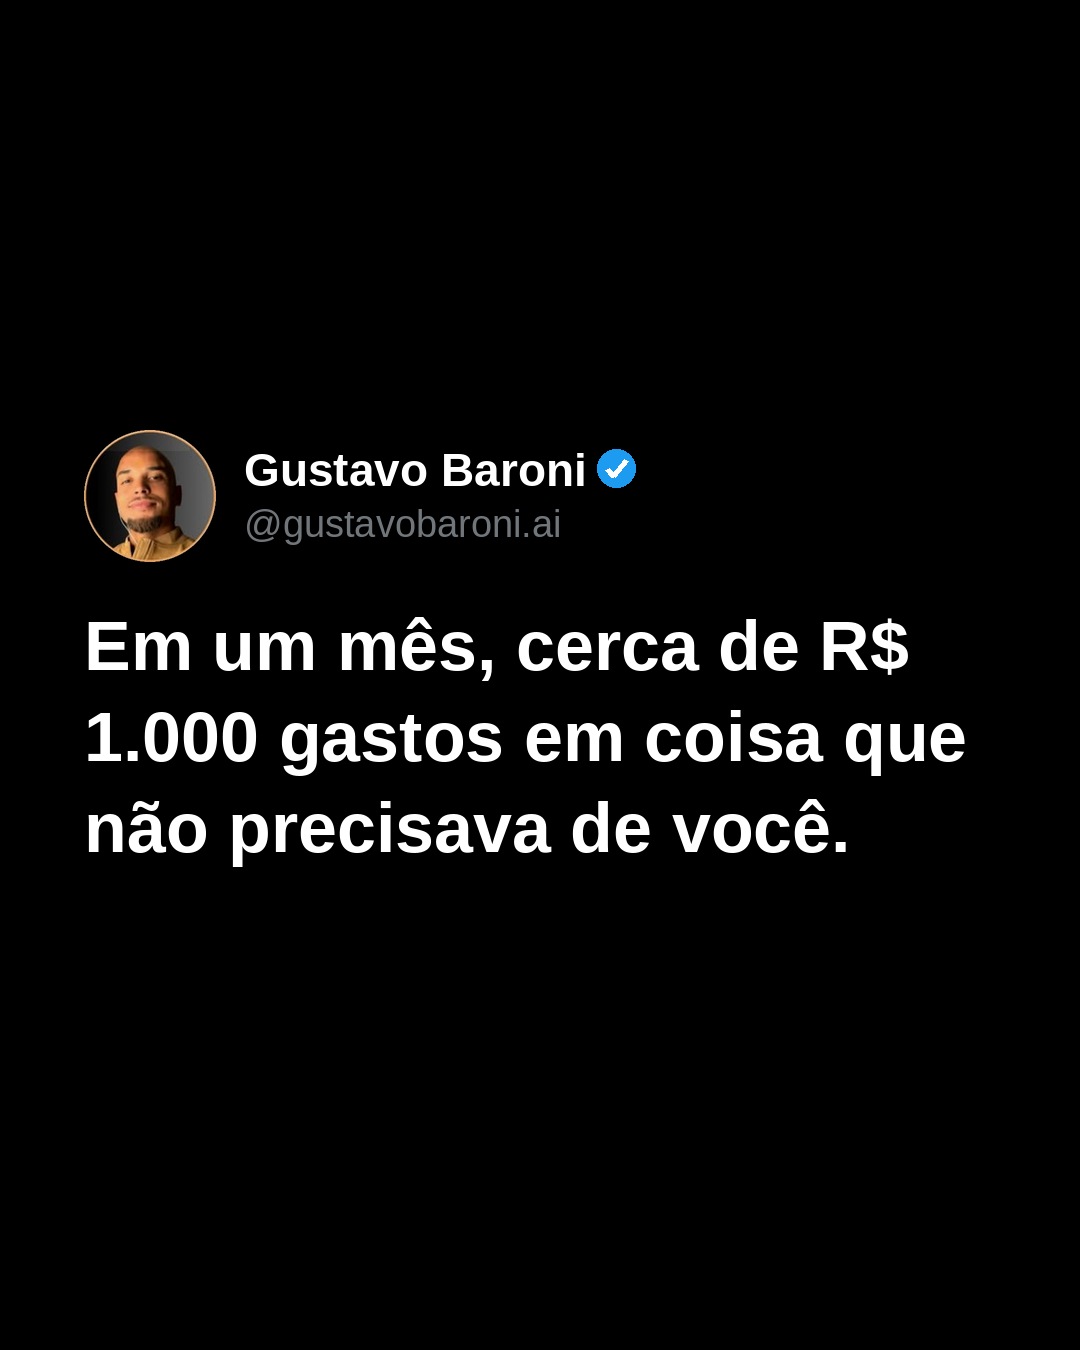 Gustavo Baroni
@gustavobaroni.ai
Em um mês, cerca de R$
1.000 gastos em coisa que
não precisava de você.